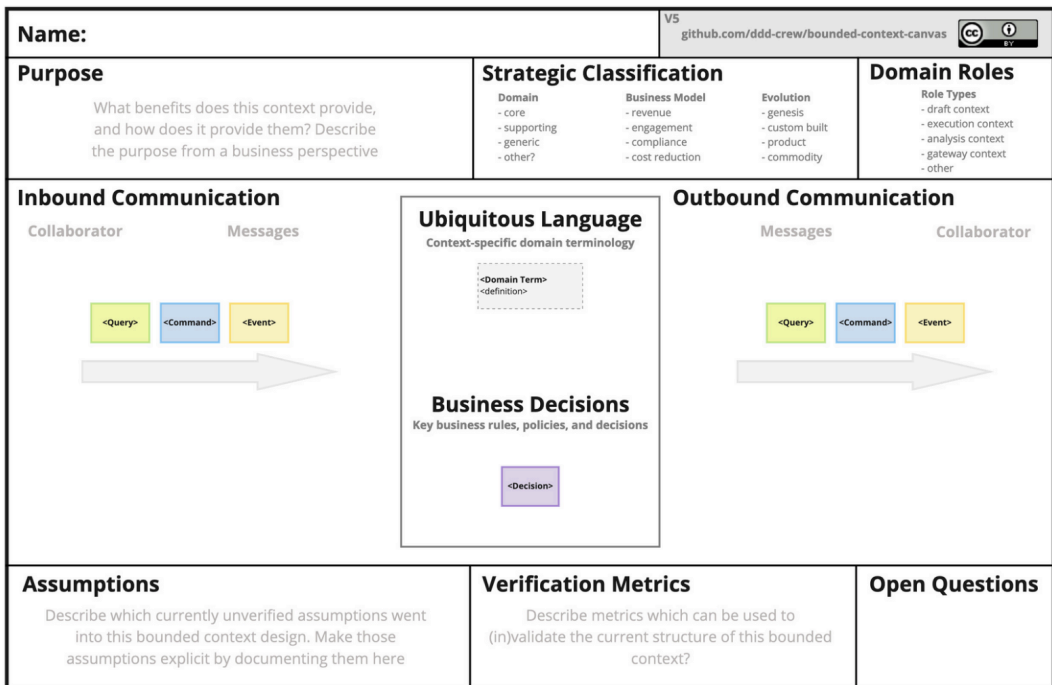 Name:
V5
github.com/ddd-crew/bounded-context-canvas
cc
BY
Purpose
What benefits does this context provide,
and how does it provide them? Describe
the purpose from a business perspective
Strategic Classification
Domain
- core
- supporting
- generic
- other?
Business Model
- revenue
- engagement
- compliance
- cost reduction
Evolution
- genesis
- custom built
- product
- commodity
Domain Roles
Role Types
- draft context
- execution context
- analysis context
- gateway context
- other
Inbound Communication
Collaborator
Messages
<Query>
<Command>
<Event>
Ubiquitous Language
Context-specific domain terminology
<Domain Term>
<definition>
Business Decisions
Key business rules, policies, and decisions
<Decision>
Outbound Communication
Messages
Collaborator
<Query>
<Command>
<Event>
Assumptions
Describe which currently unverified assumptions went
into this bounded context design. Make those
assumptions explicit by documenting them here
Verification Metrics
Describe metrics which can be used to
(in)validate the current structure of this bounded
context?
Open Questions